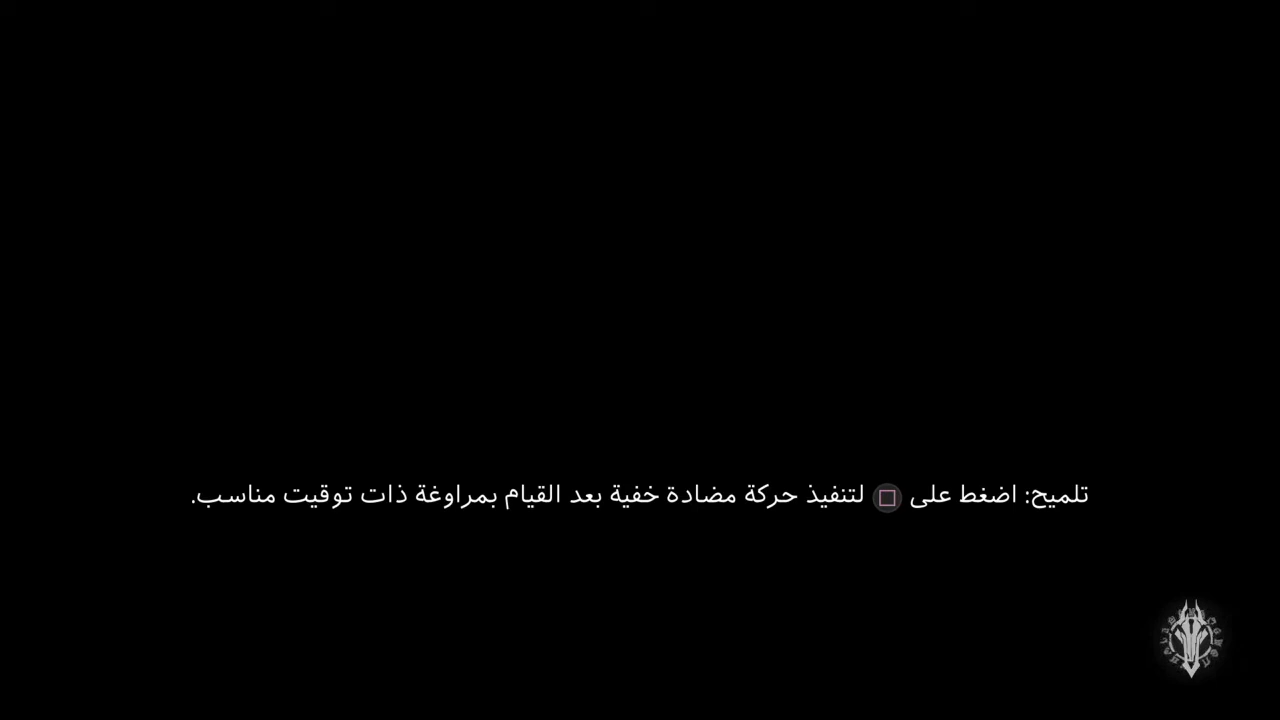 تلميح: اضغط على □ لتنفيذ حركة مضادة خفية بعد القيام بمراوغة ذات توقيت مناسب.